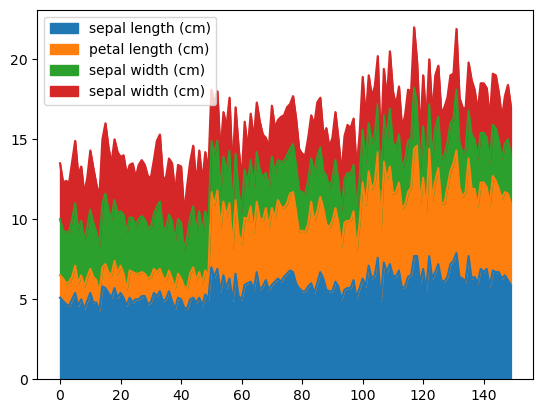 sepal length (cm)
petal length (cm)
sepal width (cm)
sepal width (cm)
20
15
10
5
0
0 20 40 60 80 100 120 140